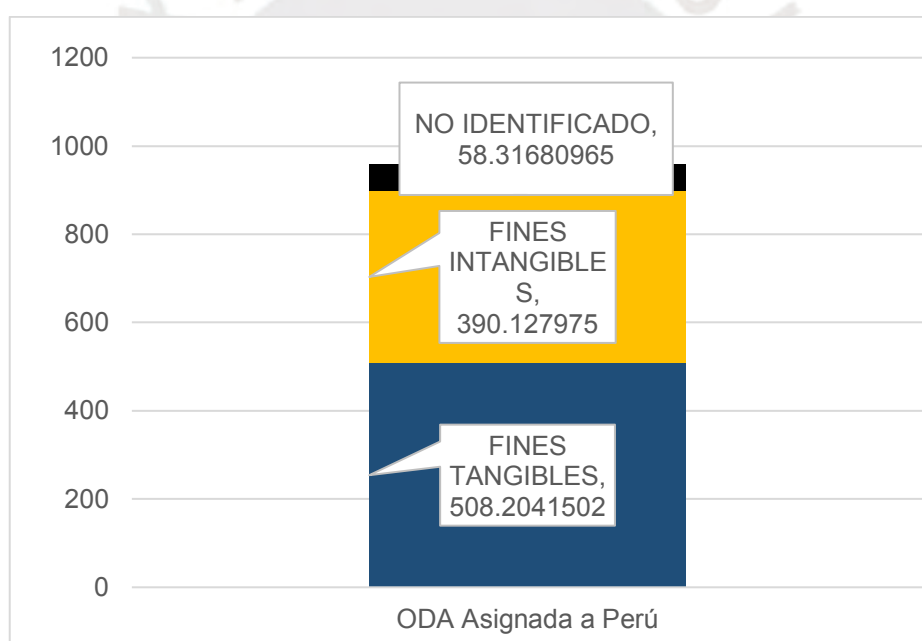 1200
1000
800
600
400
200
0
NO IDENTIFICADO,
58.31680965
FINES
INTANGIBLE
S,
390.127975
FINES
TANGIBLES,
508.2041502
ODA Asignada a Perú